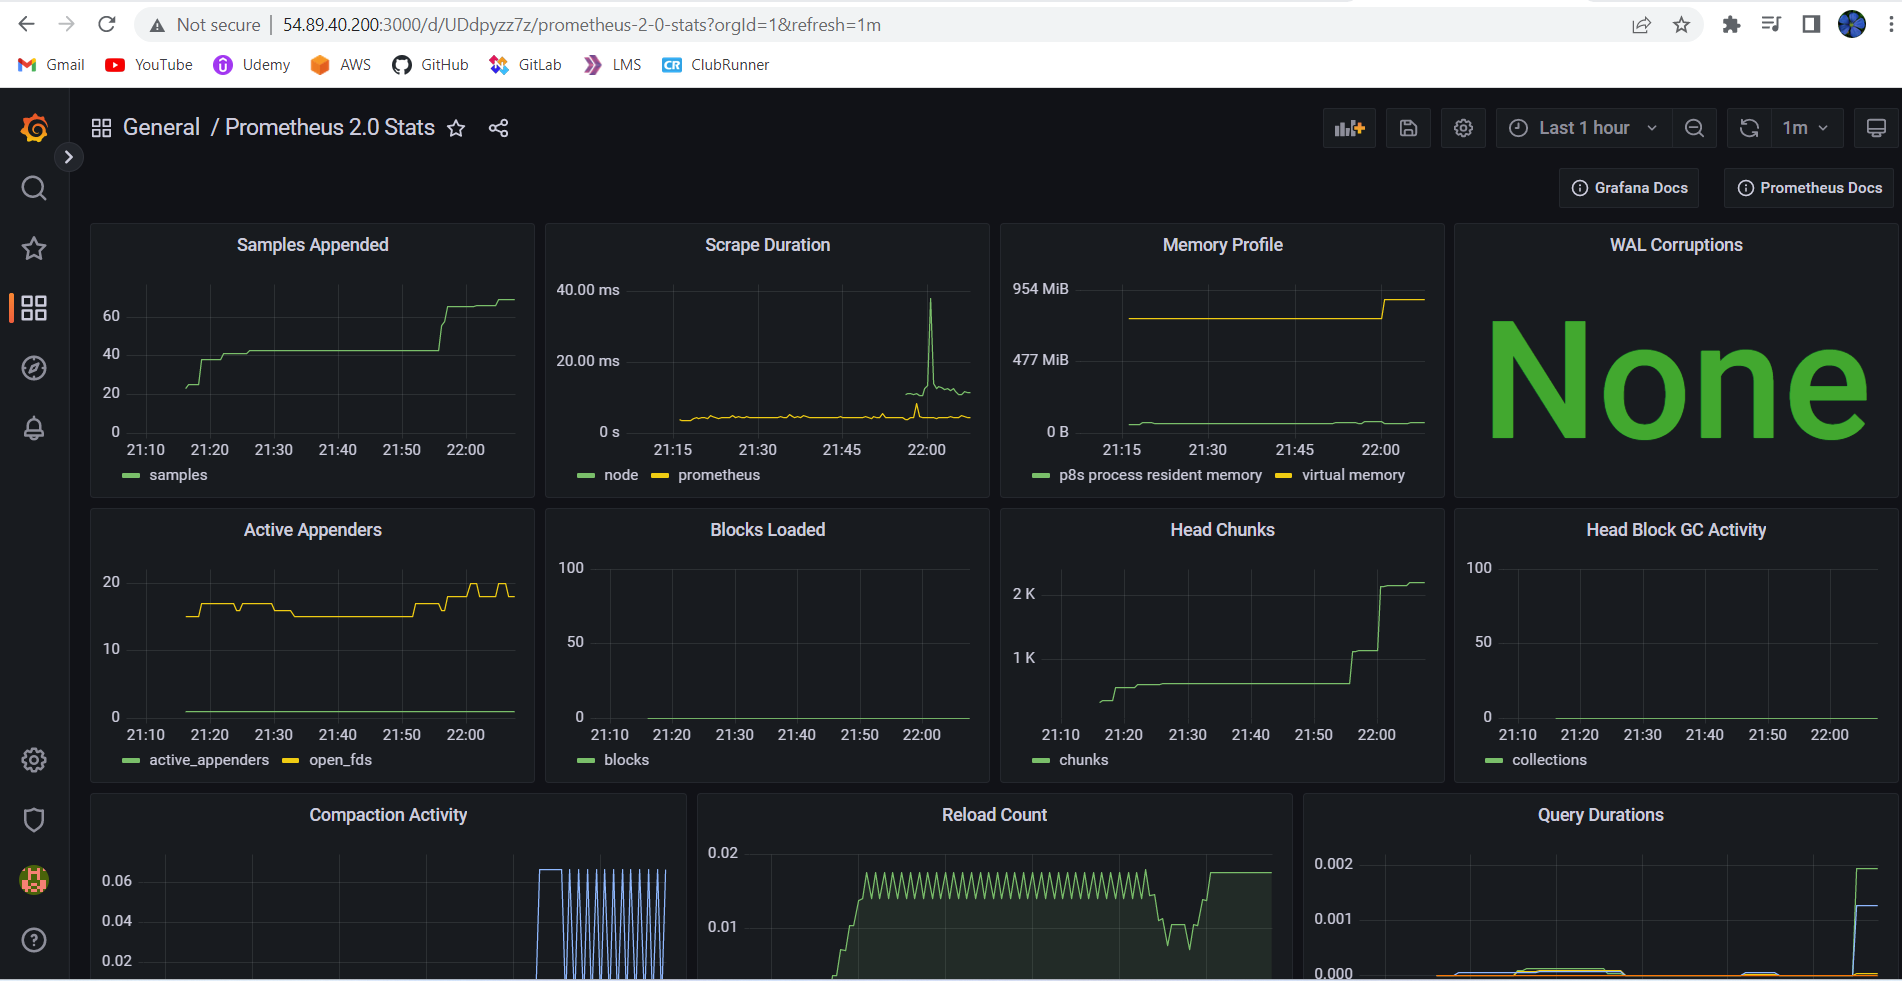 Not secure | 54.89.40.200:3000/d/UDdpyzz7z/prometheus-2-0-stats?orgId=1&refresh=1m
Gmail YouTube Udemy AWS GitHub GitLab LMS CR ClubRunner
General / Prometheus 2.0 Stats Last 1 hour 1m
Grafana Docs Prometheus Docs
Samples Appended
60
40
20
0
21:10 21:20 21:30 21:40 21:50 22:00
samples
Scrape Duration
40.00 ms
20.00 ms
0 s
21:15 21:30 21:45 22:00
node prometheus
Memory Profile
954 MiB
477 MiB
0 B
21:15 21:30 21:45 22:00
p8s process resident memory virtual memory
WAL Corruptions
None
Active Appenders
20
10
0
21:10 21:20 21:30 21:40 21:50 22:00
active_appenders open_fds
Blocks Loaded
100
50
0
21:10 21:20 21:30 21:40 21:50 22:00
blocks
Head Chunks
2 K
1 K
21:10 21:20 21:30 21:40 21:50 22:00
chunks
Head Block GC Activity
100
50
0
21:10 21:20 21:30 21:40 21:50 22:00
collections
Compaction Activity
0.06
0.04
0.02
Reload Count
0.02
0.01
Query Durations
0.002
0.001
0.000